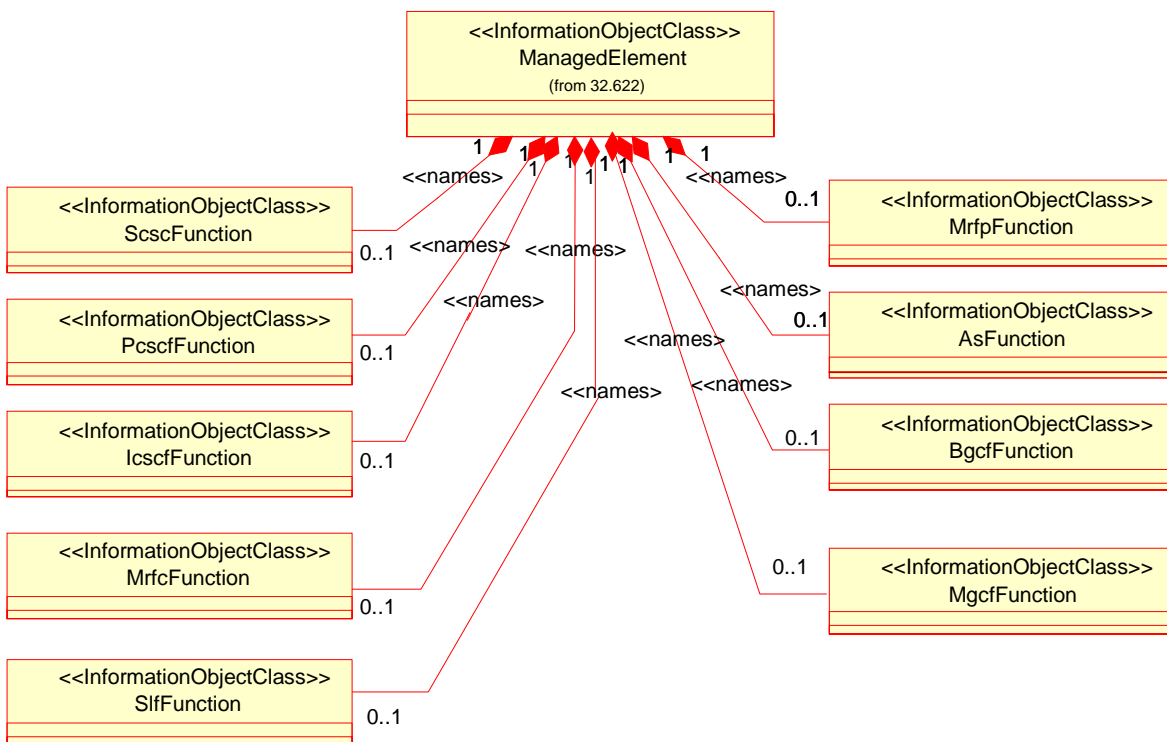 <<InformationObjectClass>>
ManagedElement
(from 32.622)
1
1
1
1
1
1
1
1
1
<<names>
<<names>
<<InformationObjectClass>>
ScscFunction
0..1
<<names>
<<names>
0..1
<<InformationObjectClass>>
MrfpFunction
<<InformationObjectClass>>
PcscfFunction
0..1
<<names>
<<names>
0..1
<<InformationObjectClass>>
AsFunction
<<names>
<<names>
<<names>
<<InformationObjectClass>>
IcscfFunction
0..1
0..1
<<InformationObjectClass>>
BgcfFunction
<<InformationObjectClass>>
MrfcFunction
0..1
0..1
<<InformationObjectClass>>
MgcfFunction
<<InformationObjectClass>>
SlfFunction
0..1